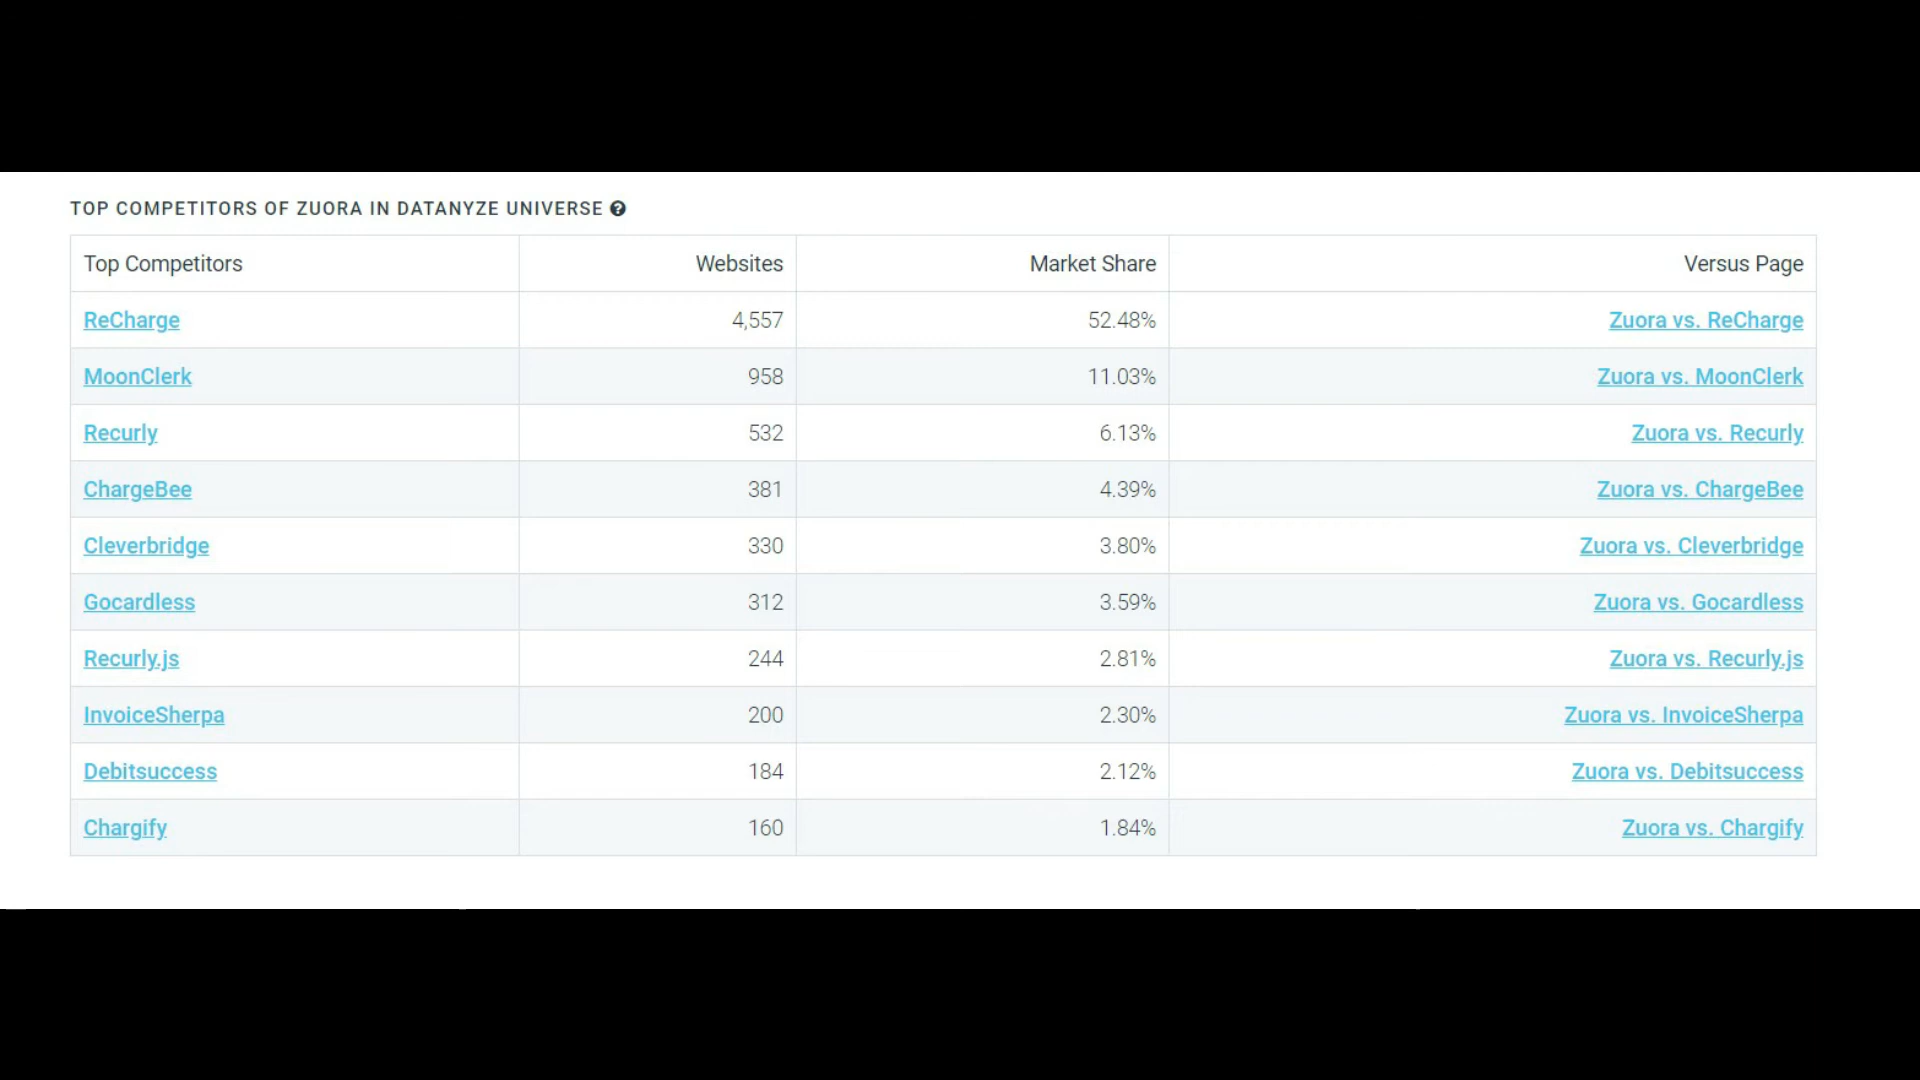 TOP COMPETITORS OF ZUORA IN DATANYZE UNIVERSE ?
Top Competitors Websites Market Share Versus Page
ReCharge 4,557 52.48% Zuora vs. ReCharge
MoonClerk 958 11.03% Zuora vs. MoonClerk
Recurly 532 6.13% Zuora vs. Recurly
ChargeBee 381 4.39% Zuora vs. ChargeBee
Cleverbridge 330 3.80% Zuora vs. Cleverbridge
Gocardless 312 3.59% Zuora vs. Gocardless
Recurly.js 244 2.81% Zuora vs. Recurly.js
InvoiceSherpa 200 2.30% Zuora vs. InvoiceSherpa
Debitsuccess 184 2.12% Zuora vs. Debitsuccess
Chargify 160 1.84% Zuora vs. Chargify